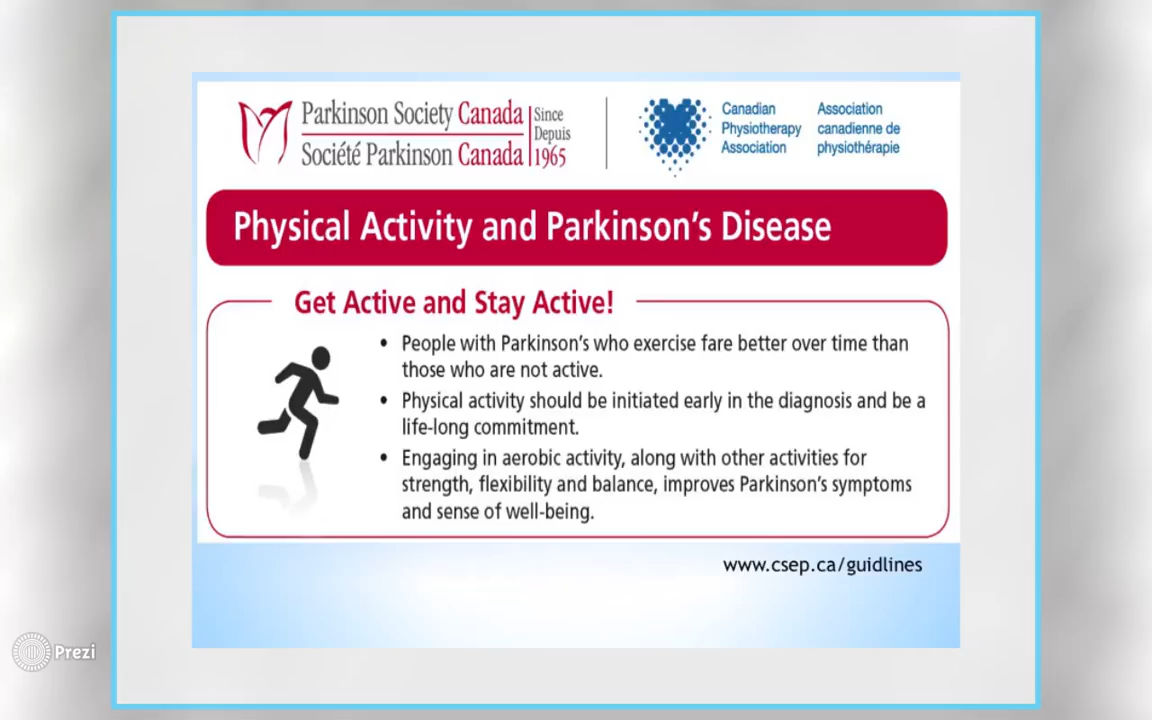 Parkinson Society Canada
Société Parkinson Canada
Since
Depuis
1965
Canadian
Physiotherapy
Association
Association
canadienne de
physiothérapie
Physical Activity and Parkinson's Disease
Get Active and Stay Active!
• People with Parkinson's who exercise fare better over time than
those who are not active.
• Physical activity should be initiated early in the diagnosis and be a
life-long commitment.
• Engaging in aerobic activity, along with other activities for
strength, flexibility and balance, improves Parkinson's symptoms
and sense of well-being.
www.csep.ca/guidlines
Prezi